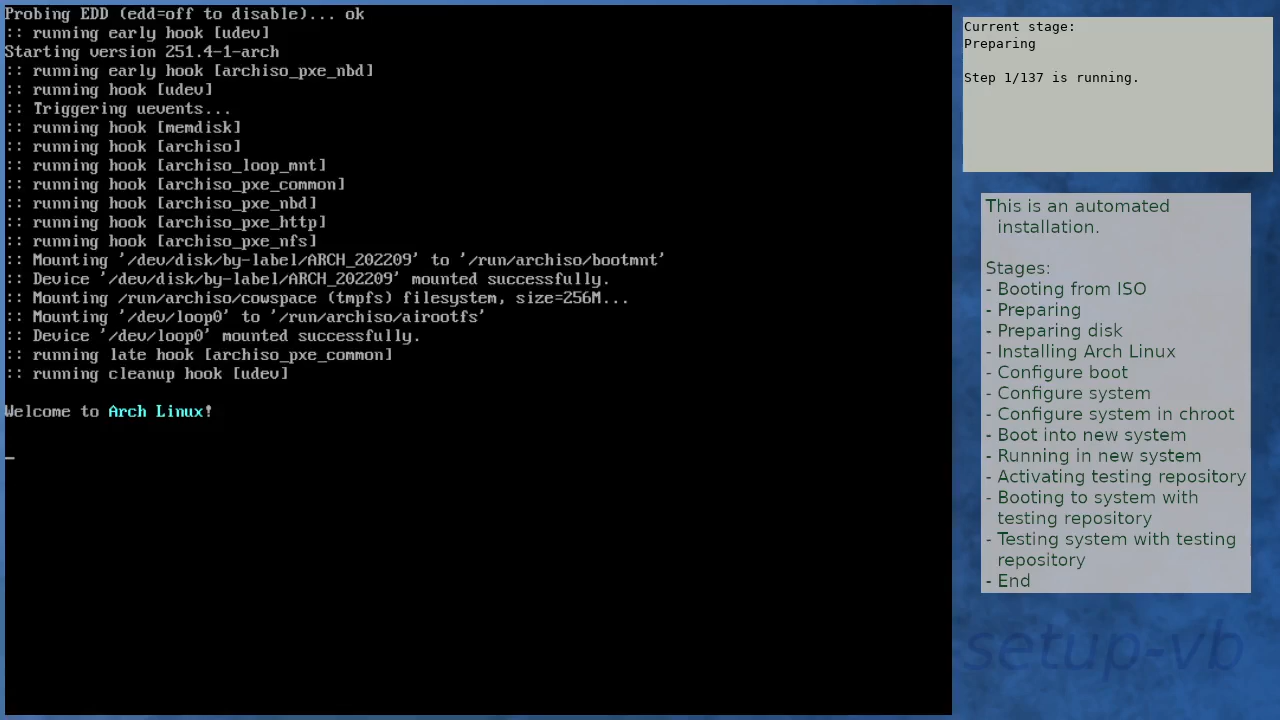 Probing EDD (edd=off to disable)... ok
:: running early hook [udev]
Starting version 251.4-1-arch
:: running early hook [archiso_pxe_nbd]
:: running hook [udev]
:: Triggering uevents...
:: running hook [memdisk]
:: running hook [archiso]
:: running hook [archiso_loop_mnt]
:: running hook [archiso_pxe_common]
:: running hook [archiso_pxe_nbd]
:: running hook [archiso_pxe_http]
:: running hook [archiso_pxe_nfs]
:: Mounting '/dev/disk/by-label/ARCH_202209' to '/run/archiso/bootmnt'
:: Device '/dev/disk/by-label/ARCH_202209' mounted successfully.
:: Mounting /run/archiso/cowspace (tmpfs) filesystem, size=256M...
:: Mounting '/dev/loop0' to '/run/archiso/airootfs'
:: Device '/dev/loop0' mounted successfully.
:: running late hook [archiso_pxe_common]
:: running cleanup hook [udev]
Welcome to Arch Linux!
Current stage:
Preparing
Step 1/137 is running.
This is an automated
installation.
Stages:
- Booting from ISO
- Preparing
- Preparing disk
- Installing Arch Linux
- Configure boot
- Configure system
- Configure system in chroot
- Boot into new system
- Running in new system
- Activating testing repository
- Booting to system with
testing repository
- Testing system with testing
repository
- End
setup-vb